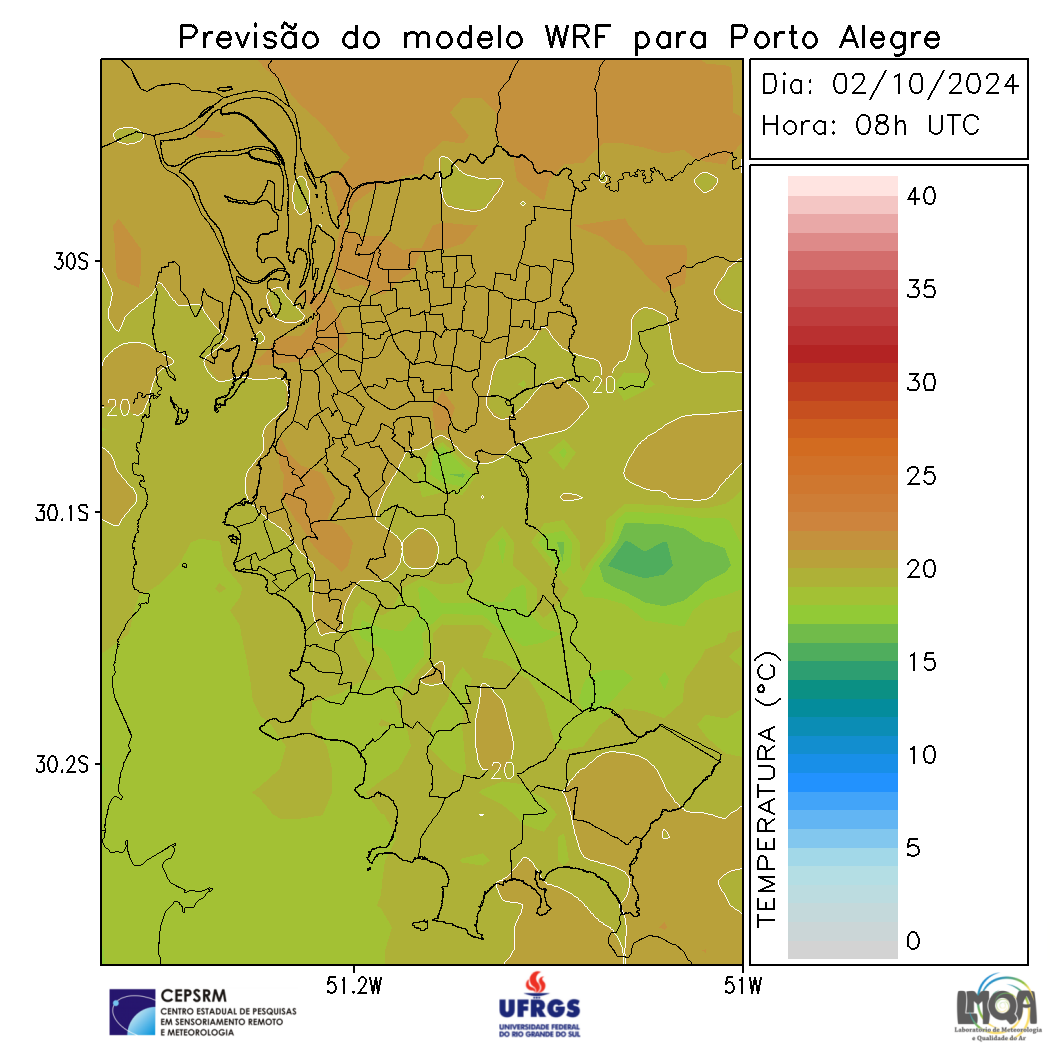 Previsão do modelo WRF para Porto Alegre
Dia: 02/10/2024
Hora: 08h UTC
30S
30.1S
30.2S
51.2W
51W
20
20
20
TEMPERATURA (°C)
40
35
30
25
20
15
10
5
0
CEPSRM
CENTRO ESTADUAL DE PESQUISAS
EM SENSORIAMENTO REMOTO
E METEOROLOGIA
UFRGS
UNIVERSIDADE FEDERAL
DO RIO GRANDE DO SUL
LMQA
Laboratório de Meteorologia
e Qualidade do Ar